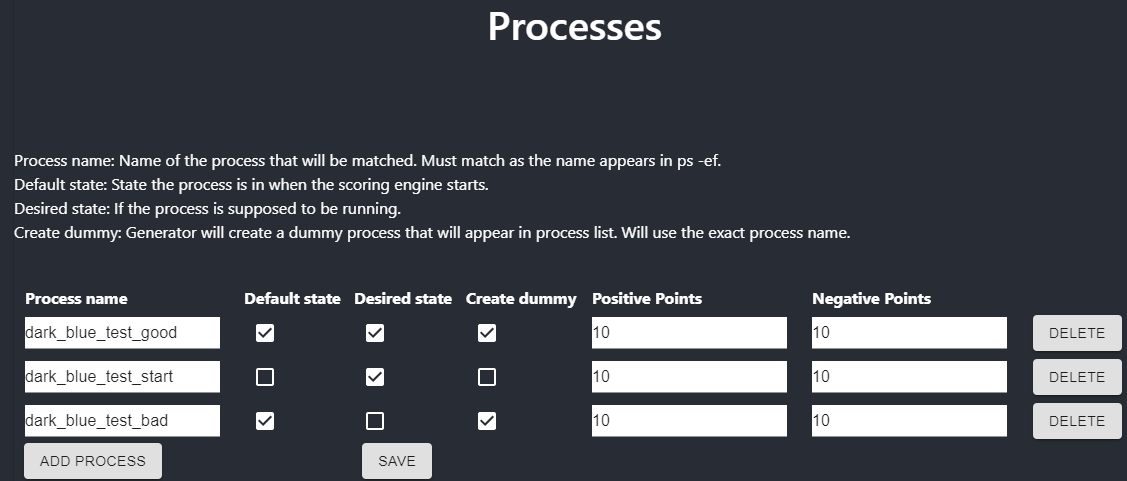 Processes
Process name: Name of the process that will be matched. Must match as the name appears in ps -ef.
Default state: State the process is in when the scoring engine starts.
Desired state: If the process is supposed to be running.
Create dummy: Generator will create a dummy process that will appear in process list. Will use the exact process name.
Process name Default state Desired state Create dummy Positive Points Negative Points
dark_blue_test_good 10 10 DELETE
dark_blue_test_start 10 10 DELETE
dark_blue_test_bad 10 10 DELETE
ADD PROCESS SAVE